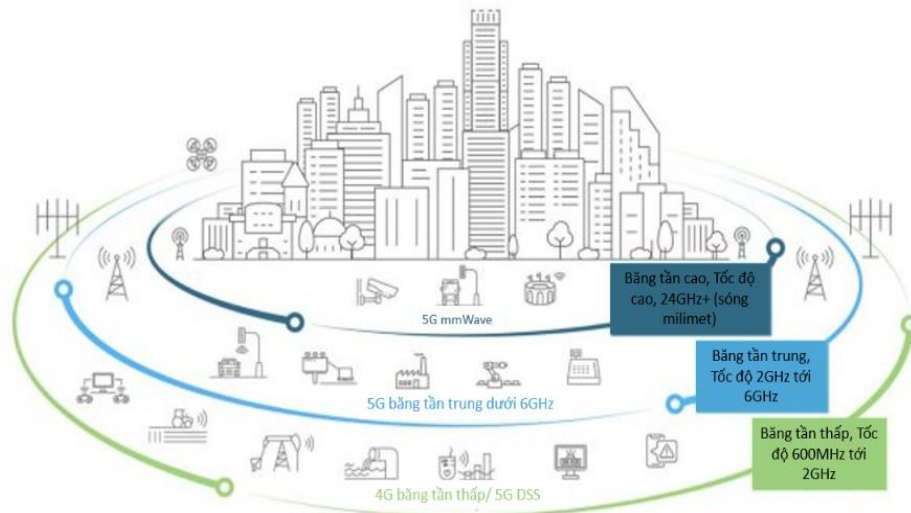 Băng tần cao, Tốc độ
cao, 24GHz+ (sóng
milimet)
5G mmWave
Băng tần trung,
Tốc độ 2GHz tới
6GHz
5G băng tần trung dưới 6GHz
Băng tần thấp, Tốc
độ 600MHz tới
2GHz
4G băng tần thấp/ 5G DSS